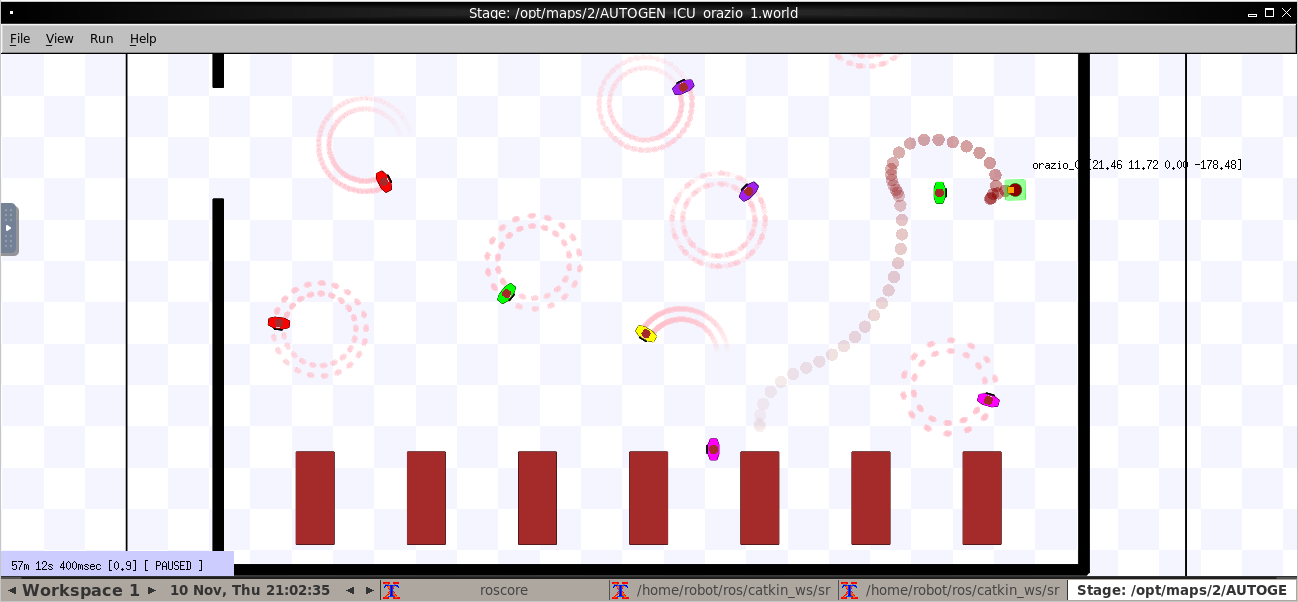 Stage: /opt/maps/2/AUTOGEN_ICU_orazio_1.world
File View Run Help
orazio_0 [21.46 11.72 0.00 -178.48]
57m 12s 400msec [0.9] [ PAUSED ]
Workspace 1 10 Nov, Thu 21:02:35 roscore /home/robot/ros/catkin_ws/sr /home/robot/ros/catkin_ws/sr Stage: /opt/maps/2/AUTOGE